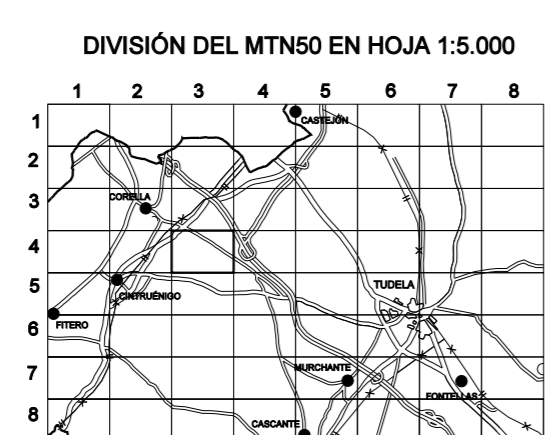 DIVISIÓN DEL MTN50 EN HOJA 1:5.000
1 2 3 4 5 6 7 8
1
CASTEJÓN
2
3
CORELLA
4
5
TUDELA
CINTRUÉNIGO
6
FITERO
7
MURCHANTE
FONTELLAS
8
CASCANTE